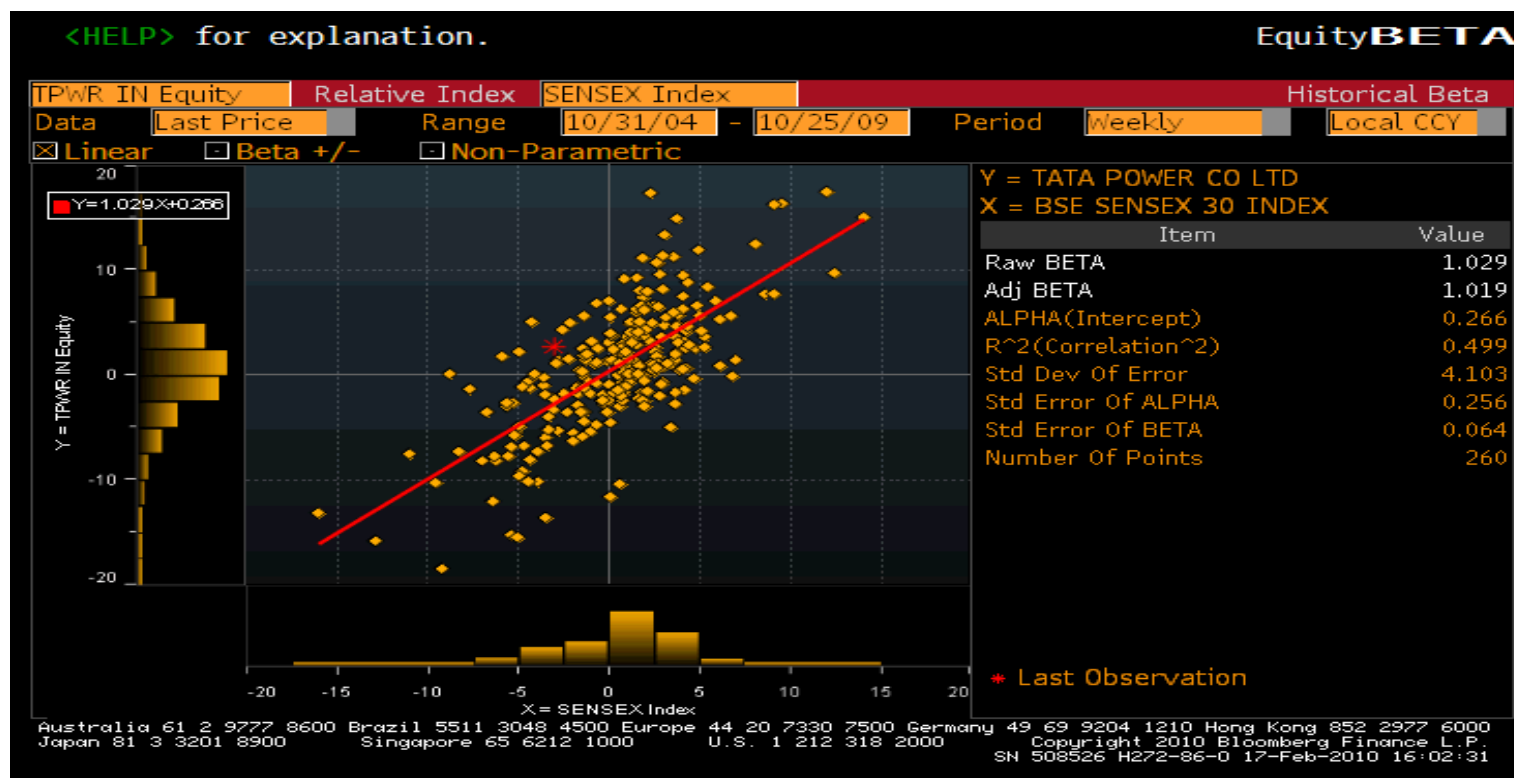 <HELP> for explanation. EquityBETA
TPWR IN Equity Relative Index SENSEX Index Historical Beta
Data Last Price Range 10/31/04 - 10/25/09 Period Weekly Local CCY
Linear Beta +/- Non-Parametric
Y=1.029X+0.266
20
10
0
-10
-20
Y = TPWR IN Equity
-20 -15 -10 -5 0 5 10 15 20
X = SENSEX Index
Y = TATA POWER CO LTD
X = BSE SENSEX 30 INDEX
Item Value
Raw BETA 1.029
Adj BETA 1.019
ALPHA(Intercept) 0.266
R^2(Correlation^2) 0.499
Std Dev Of Error 4.103
Std Error Of ALPHA 0.256
Std Error Of BETA 0.064
Number Of Points 260
* Last Observation
Australia 61 2 9777 8600 Brazil 5511 3048 4500 Europe 44 20 7330 7500 Germany 49 69 9204 1210 Hong Kong 852 2977 6000
Japan 81 3 3201 8900 Singapore 65 6212 1000 U.S. 1 212 318 2000 Copyright 2010 Bloomberg Finance L.P.
SN 508526 H272-86-0 17-Feb-2010 16:02:31